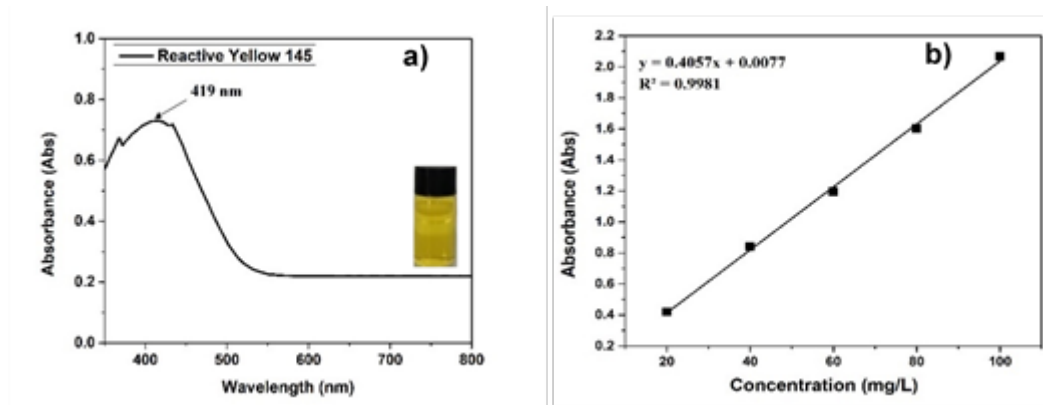 Reactive Yellow 145
a)
419 nm
1.0
0.8
0.6
0.4
0.2
0.0
400 500 600 700 800
Absorbance (Abs)
Wavelength (nm)
b)
y = 0.4057x + 0.0077
R² = 0.9981
2.2
2.0
1.8
1.6
1.4
1.2
1.0
0.8
0.6
0.4
0.2
20 40 60 80 100
Absorbance (Abs)
Concentration (mg/L)